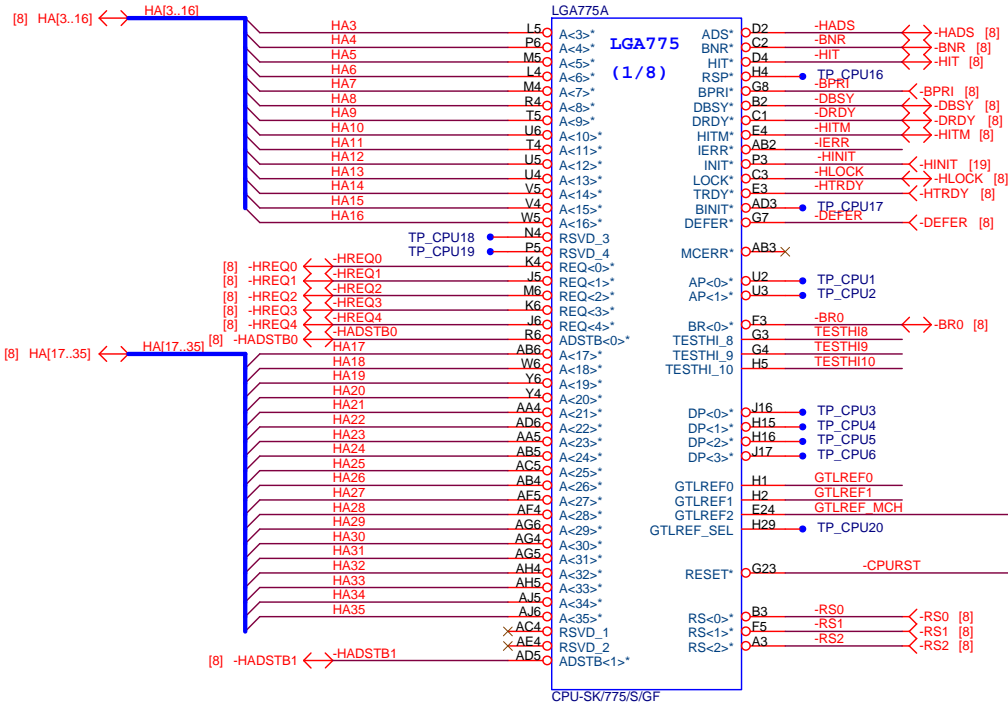 LGA775A
LGA775
(1/8)
[8] HA[3..16] HA[3..16]
HA3 L5 A<3>*
HA4 P6 A<4>*
HA5 M5 A<5>*
HA6 L4 A<6>*
HA7 M4 A<7>*
HA8 R4 A<8>*
HA9 T5 A<9>*
HA10 U6 A<10>*
HA11 T4 A<11>*
HA12 U5 A<12>*
HA13 U4 A<13>*
HA14 V5 A<14>*
HA15 V4 A<15>*
HA16 W5 A<16>*
TP_CPU18 N4 RSVD_3
TP_CPU19 P5 RSVD_4
[8] -HREQ0 -HREQ0 K4 REQ<0>*
[8] -HREQ1 -HREQ1 J5 REQ<1>*
[8] -HREQ2 -HREQ2 M6 REQ<2>*
[8] -HREQ3 -HREQ3 K6 REQ<3>*
[8] -HREQ4 -HREQ4 J6 REQ<4>*
[8] -HADSTB0 -HADSTB0 R6 ADSTB<0>*
[8] HA[17..35] HA[17..35]
HA17 AB6 A<17>*
HA18 W6 A<18>*
HA19 Y6 A<19>*
HA20 Y4 A<20>*
HA21 AA4 A<21>*
HA22 AD6 A<22>*
HA23 AA5 A<23>*
HA24 AB5 A<24>*
HA25 AC5 A<25>*
HA26 AB4 A<26>*
HA27 AF5 A<27>*
HA28 AF4 A<28>*
HA29 AG6 A<29>*
HA30 AG4 A<30>*
HA31 AG5 A<31>*
HA32 AH4 A<32>*
HA33 AH5 A<33>*
HA34 AJ5 A<34>*
HA35 AJ6 A<35>*
AC4 RSVD_1
AE4 RSVD_2
[8] -HADSTB1 -HADSTB1 AD5 ADSTB<1>*
ADS* D2 -HADS -HADS [8]
BNR* C2 -BNR -BNR [8]
HIT* D4 -HIT -HIT [8]
RSP* H4 TP_CPU16
BPRI* G8 -BPRI -BPRI [8]
DBSY* B2 -DBSY -DBSY [8]
DRDY* C1 -DRDY -DRDY [8]
HITM* E4 -HITM -HITM [8]
IERR* AB2 -IERR
INIT* P3 -HINIT -HINIT [19]
LOCK* C3 -HLOCK -HLOCK [8]
TRDY* E3 -HTRDY -HTRDY [8]
BINIT* AD3 TP_CPU17
DEFER* G7 -DEFER -DEFER [8]
MCERR* AB3
AP<0>* U2 TP_CPU1
AP<1>* U3 TP_CPU2
BR<0>* F3 -BR0 -BR0 [8]
TESTHI_8 G3 TESTHI8
TESTHI_9 G4 TESTHI9
TESTHI_10 H5 TESTHI10
DP<0>* J16 TP_CPU3
DP<1>* H15 TP_CPU4
DP<2>* H16 TP_CPU5
DP<3>* J17 TP_CPU6
GTLREF0 H1 GTLREF0
GTLREF1 H2 GTLREF1
GTLREF2 E24 GTLREF_MCH
GTLREF_SEL H29 TP_CPU20
RESET* G23 -CPURST
RS<0>* B3 -RS0 -RS0 [8]
RS<1>* F5 -RS1 -RS1 [8]
RS<2>* A3 -RS2 -RS2 [8]
CPU-SK/775/S/GF